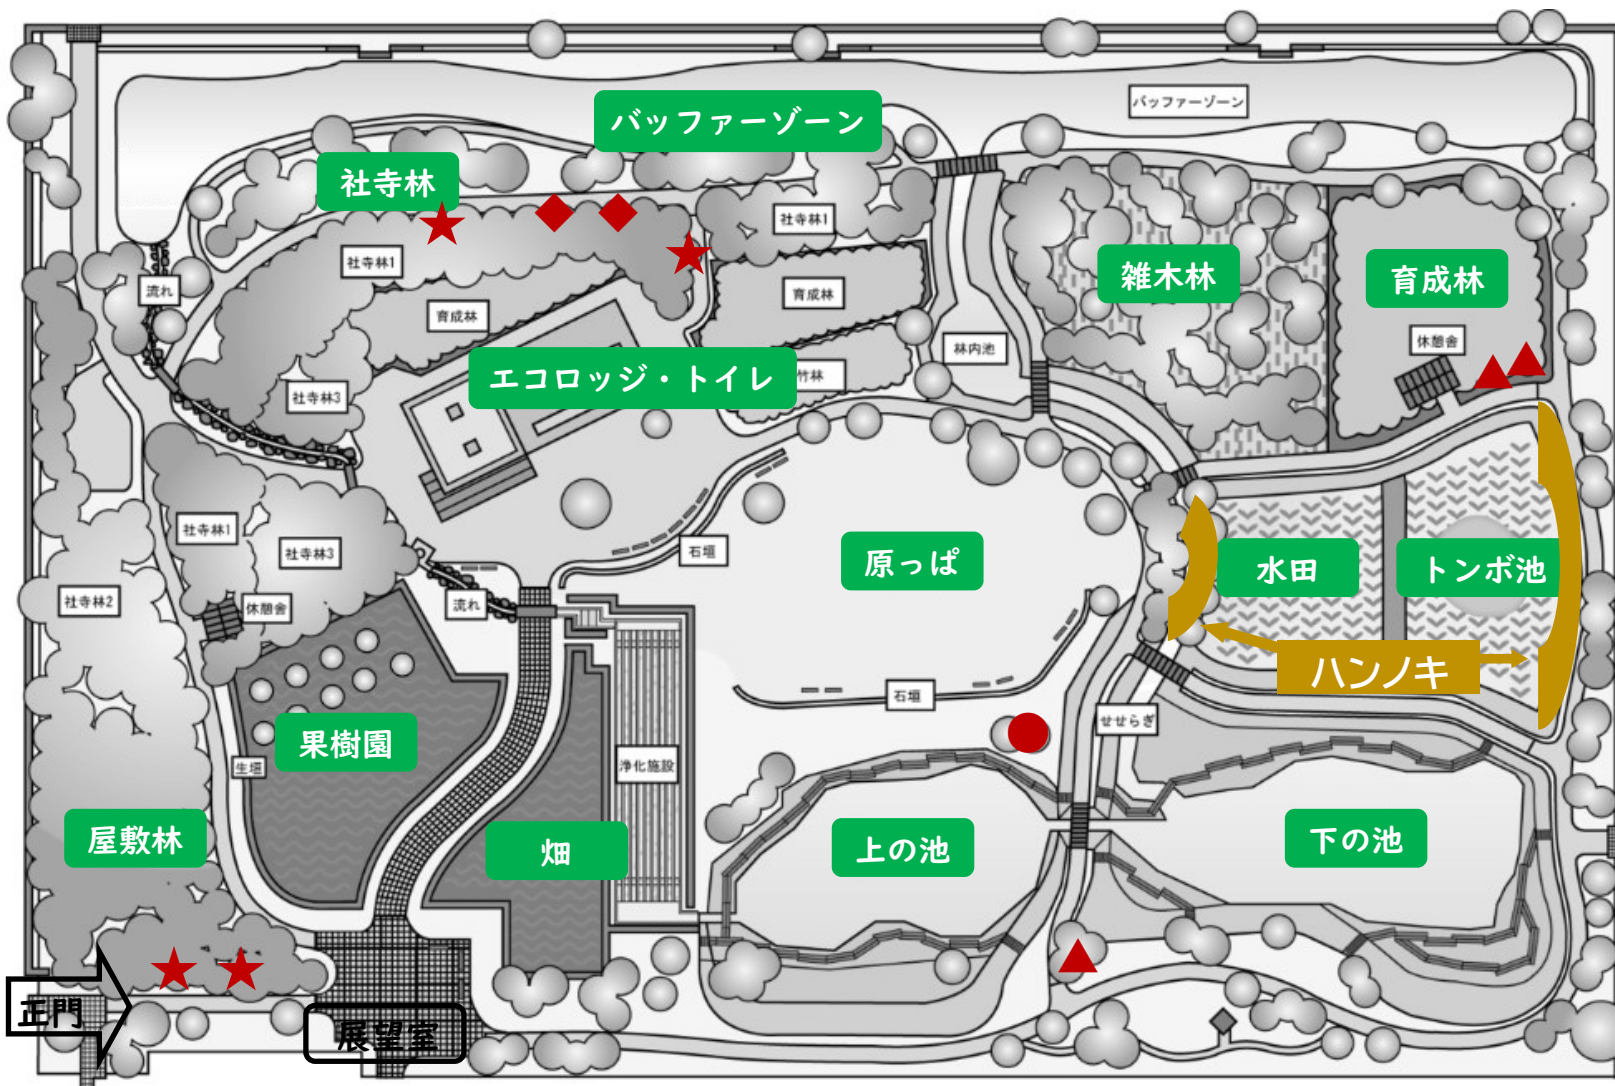 バッファーゾーン
バッファーゾーン
社寺林
社寺林1
社寺林1
雑木林
育成林
流れ
育成林
育成林
休憩舎
林内池
エコロッジ・トイレ
竹林
社寺林3
社寺林1
社寺林3
石垣
原っぱ
水田
トンボ池
社寺林2
休憩舎
流れ
ハンノキ
石垣
せせらぎ
果樹園
生垣
浄化施設
屋敷林
畑
上の池
下の池
正門
展望室